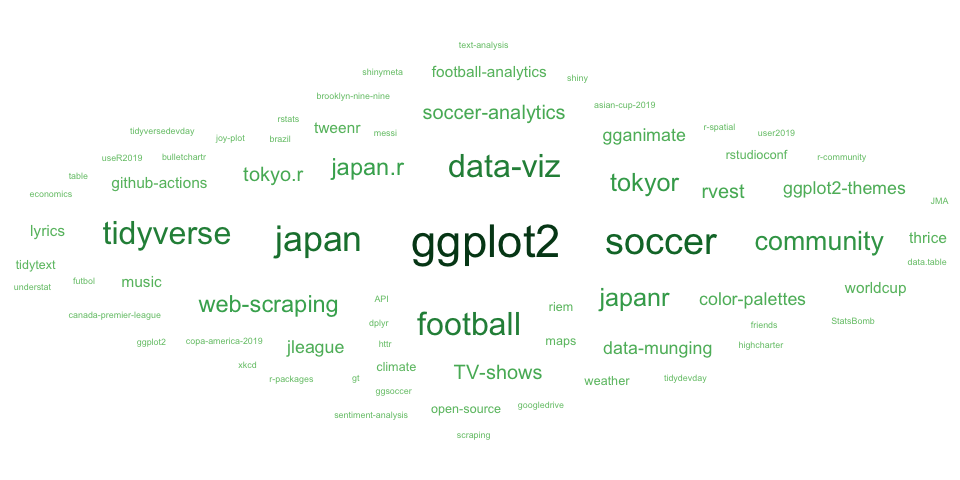 text-analysis
shinymeta
football-analytics
shiny
brooklyn-nine-nine
asian-cup-2019
soccer-analytics
rstats
tweenr
messi
r-spatial
tidyversedevday
joy-plot
brazil
gganimate
user2019
useR2019
bulletchartr
japan.r
data-viz
rstudioconf
r-community
table
github-actions
tokyo.r
tokyor
rvest
ggplot2-themes
economics
JMA
lyrics
tidyverse
japan
ggplot2
soccer
community
thrice
tidytext
data.table
understat
futbol
music
worldcup
web-scraping
API
riem
japanr
color-palettes
canada-premier-league
dplyr
football
friends
StatsBomb
ggplot2
copa-america-2019
jleague
httr
maps
data-munging
highcharter
xkcd
climate
TV-shows
r-packages
gt
weather
tidydevday
ggsoccer
sentiment-analysis
open-source
googledrive
scraping